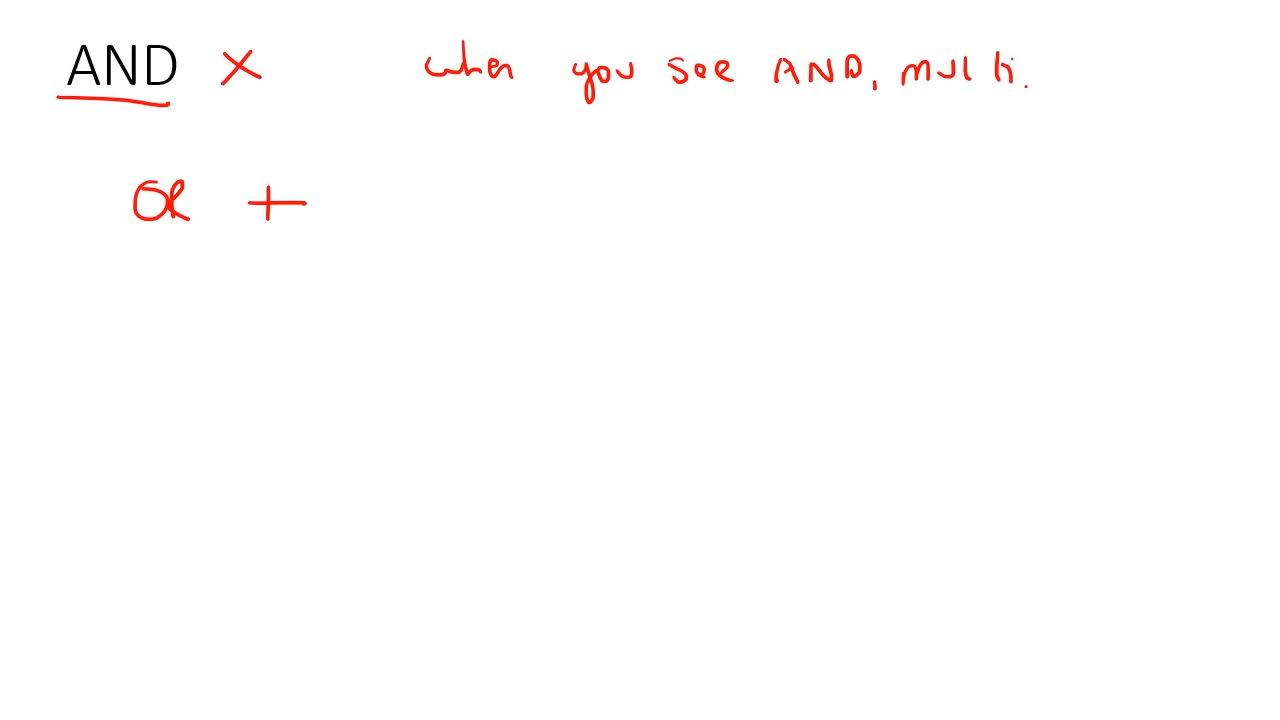 AND × when you see AND, multi.
OR +